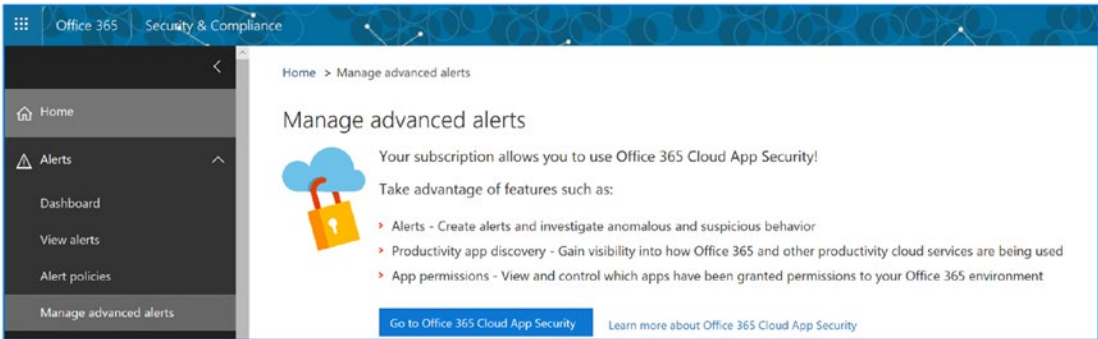 Office 365 Security & Compliance
Home > Manage advanced alerts
Home
Alerts
Dashboard
View alerts
Alert policies
Manage advanced alerts
Manage advanced alerts
Your subscription allows you to use Office 365 Cloud App Security!
Take advantage of features such as:
Alerts - Create alerts and investigate anomalous and suspicious behavior
Productivity app discovery - Gain visibility into how Office 365 and other productivity cloud services are being used
App permissions - View and control which apps have been granted permissions to your Office 365 environment
Go to Office 365 Cloud App Security
Learn more about Office 365 Cloud App Security